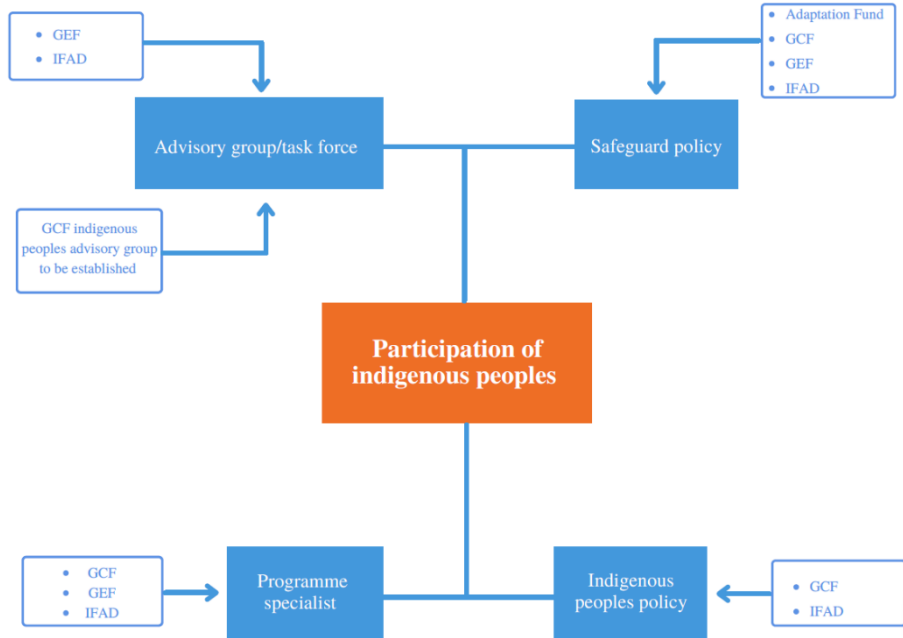 GEF
IFAD
Adaptation Fund
GCF
GEF
IFAD
Advisory group/task force
Safeguard policy
GCF indigenous
peoples advisory group
to be established
Participation of
indigenous peoples
GCF
GEF
IFAD
Programme
specialist
Indigenous
peoples policy
GCF
IFAD